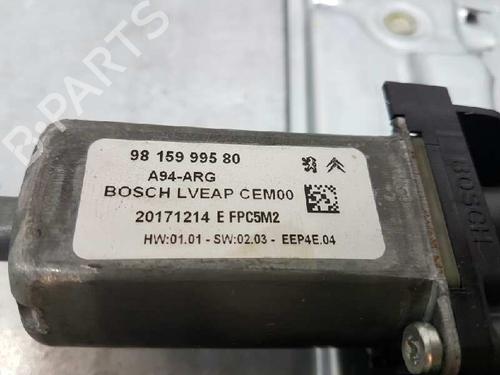 98 159 995 80
A94-ARG
BOSCH LVEAP CEM00
20171214 E FPC5M2
HW:01.01 - SW:02.03 - EEP4E.04
BOSCH
B-PARTS